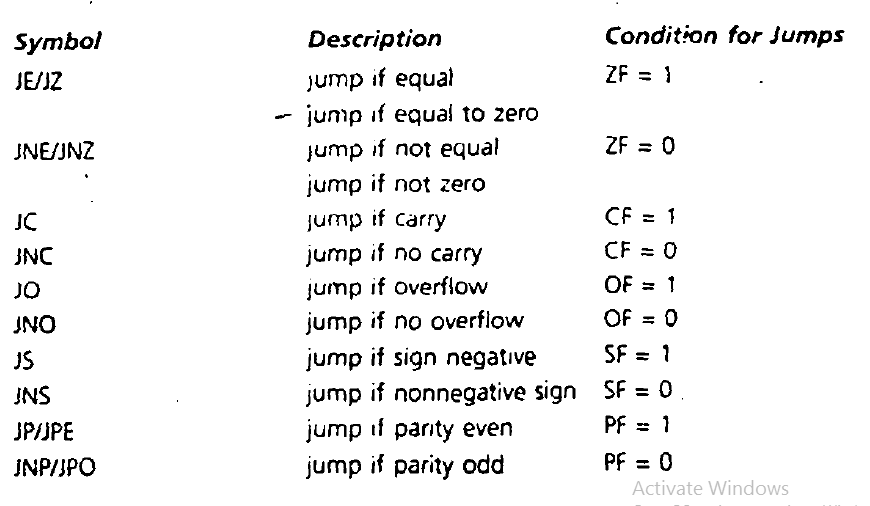 Symbol Description Condition for Jumps
JE/JZ jump if equal ZF = 1
– jump if equal to zero
JNE/JNZ jump if not equal ZF = 0
jump if not zero
JC jump if carry CF = 1
JNC jump if no carry CF = 0
JO jump if overflow OF = 1
JNO jump if no overflow OF = 0
JS jump if sign negative SF = 1
JNS jump if nonnegative sign SF = 0
JP/JPE jump if parity even PF = 1
JNP/JPO jump if parity odd PF = 0
Activate Windows